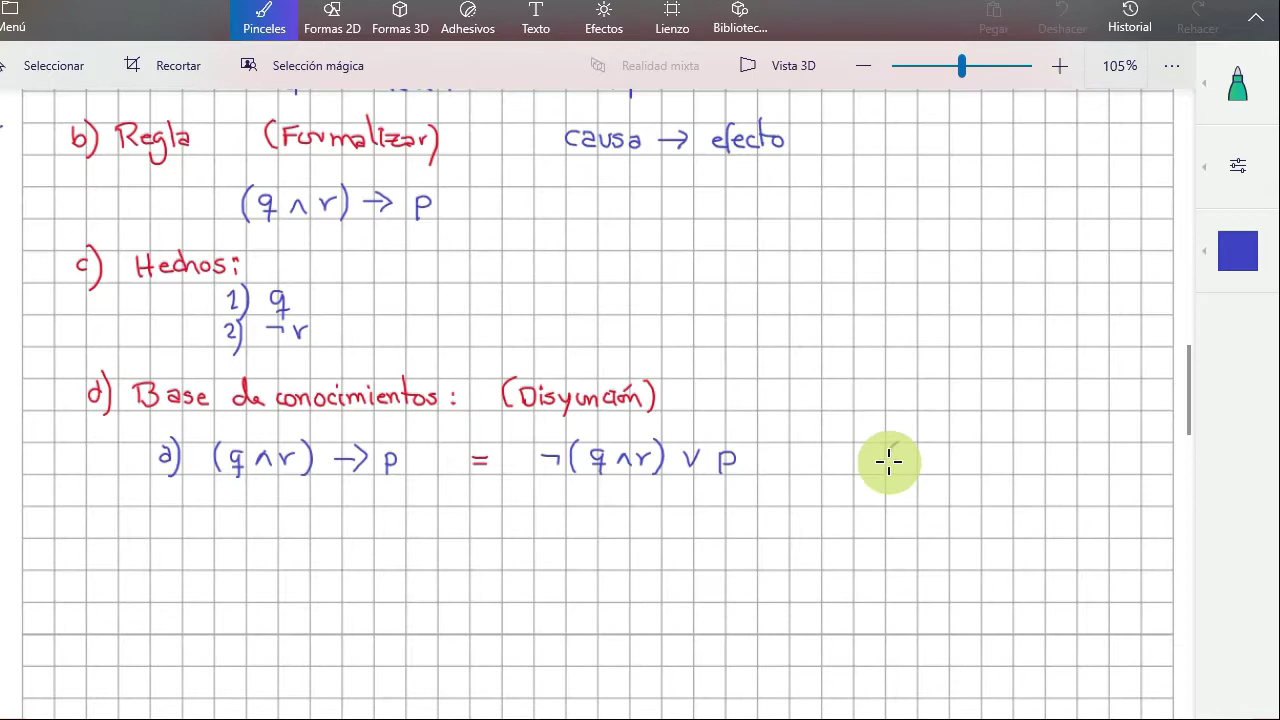 Menú Pinceles Formas 2D Formas 3D Adhesivos Texto Efectos Lienzo Bibliotec... Pegar Deshacer Historial Rehacer
Seleccionar Recortar Selección mágica Realidad mixta Vista 3D 105%
b) Regla (Formalizar) causa → efecto
(q ∧ r) → p
c) Hechos:
1) q
2) ¬ r
d) Base de conocimientos: (Disyunción)
a) (q ∧ r) → p = ¬ (q ∧ r) ∨ p